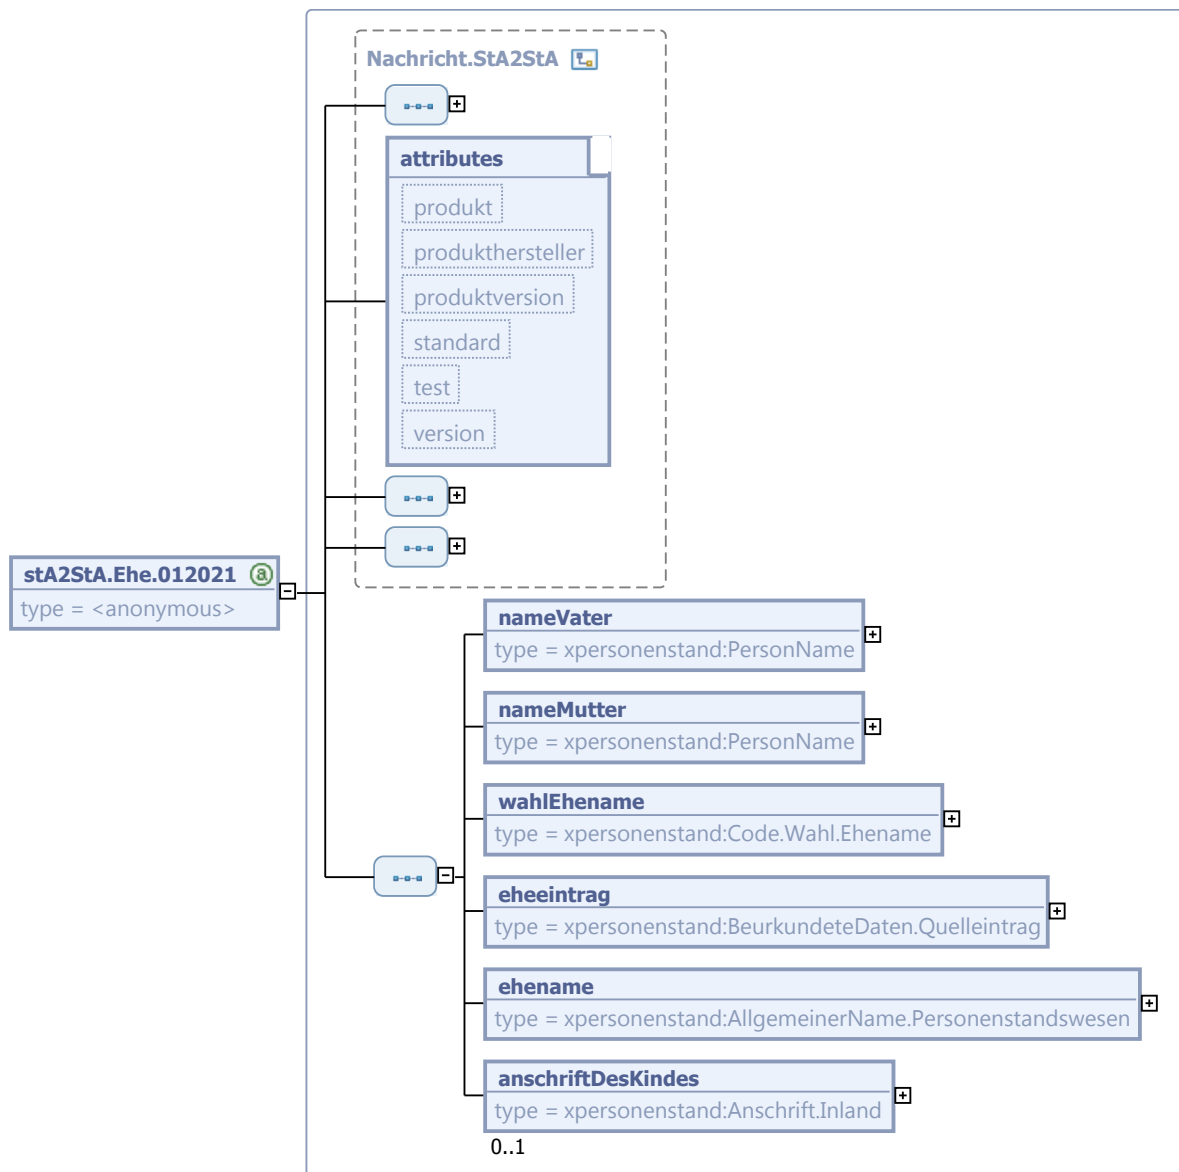 Nachricht.StA2StA
attributes
produkt
produkthersteller
produktversion
standard
test
version
stA2StA.Ehe.012021
type = <anonymous>
nameVater
type = xpersonenstand:PersonName
nameMutter
type = xpersonenstand:PersonName
wahlEhename
type = xpersonenstand:Code.Wahl.Ehename
eheeintrag
type = xpersonenstand:BeurkundeteDaten.Quelleintrag
ehename
type = xpersonenstand:AllgemeinerName.Personenstandswesen
anschriftDesKindes
type = xpersonenstand:Anschrift.Inland
0..1